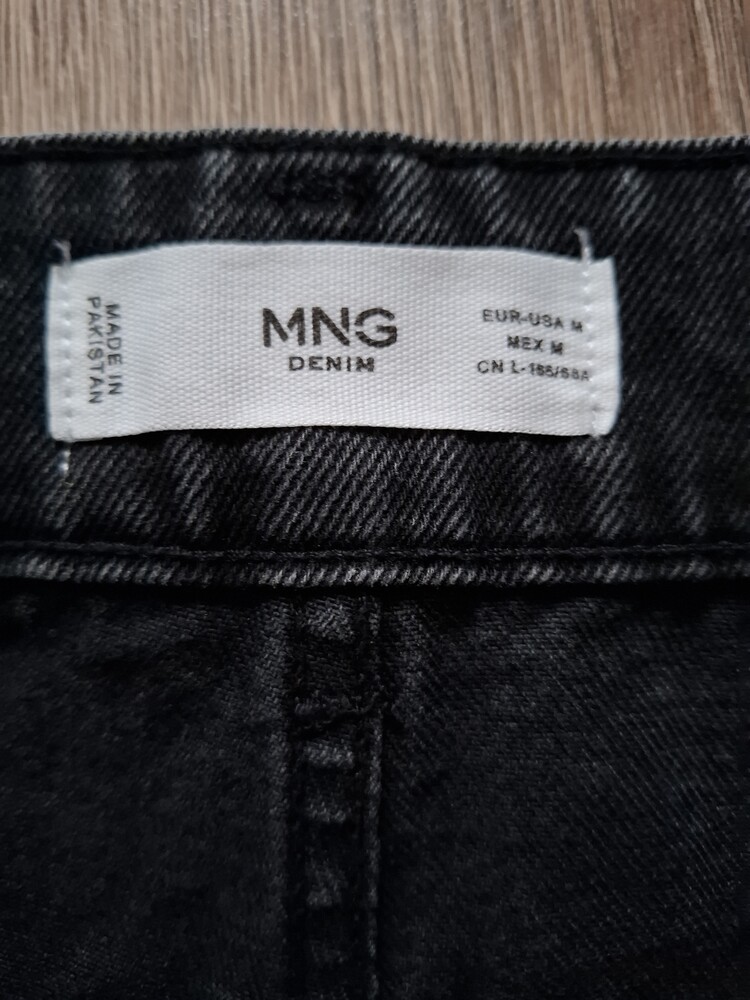 MADE IN
PAKISTAN
MNG
DENIM
EUR-USA M
MEX M
CN L-165/68A